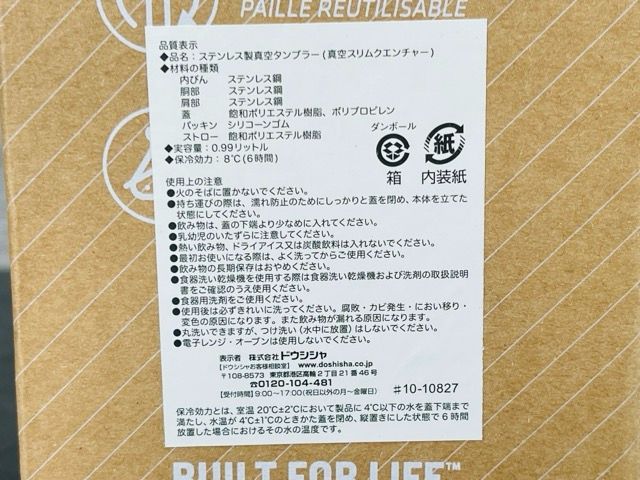 PAILLE RÉUTILISABLE
品質表示
◆品名：ステンレス製真空タンブラー(真空スリムクエンチャー)
◆材料の種類
内びん ステンレス鋼
胴部 ステンレス鋼
肩部 ステンレス鋼
蓋 飽和ポリエステル樹脂、ポリプロピレン
パッキン シリコーンゴム
ストロー 飽和ポリエステル樹脂
◆実容量：0.99リットル
◆保冷効力：8℃(6時間)
ダンボール
紙
箱 内装紙
使用上の注意
●火のそばに置かないでください。
●持ち運びの際は、濡れ防止のためにしっかりと蓋を閉め、本体を立てた
状態にしてください。
●飲み物は、蓋の下端より少なめに入れてください。
●乳幼児のいたずらに注意してください。
●熱い飲み物、ドライアイス又は炭酸飲料は入れないでください。
●最初お使いになる際は、よく洗ってからご使用ください。
●飲み物の長期保存はおやめください。
●食器洗い乾燥機を使用する際は食器洗い乾燥機および洗剤の取扱説明
書をご確認のうえ使用ください。
●食器用洗剤をご使用ください。
●使用後は必ずきれいに洗ってください。腐敗・カビ発生・におい移り・
変色の原因になります。また飲み物が漏れる原因になります。
●丸洗いできますが、つけ洗い(水中に放置)はしないでください。
●電子レンジ・オーブンは使用しないでください。
表示者 株式会社ドウシシャ
【ドウシシャお客様相談室】 www.doshisha.co.jp
〒108-8573 東京都港区高輪2丁目21番46号
☎0120-104-481
【受付時間】9:00～17:00(祝日以外の月～金曜日)
#10-10827
保冷効力とは、室温20℃±2℃において製品に4℃以下の水を蓋下端まで
満たし、水温が4℃±1℃のときかた蓋を閉め、縦置きにした状態で6時間
放置した場合におけるその水の温度です。
BUILT FOR LIFE™